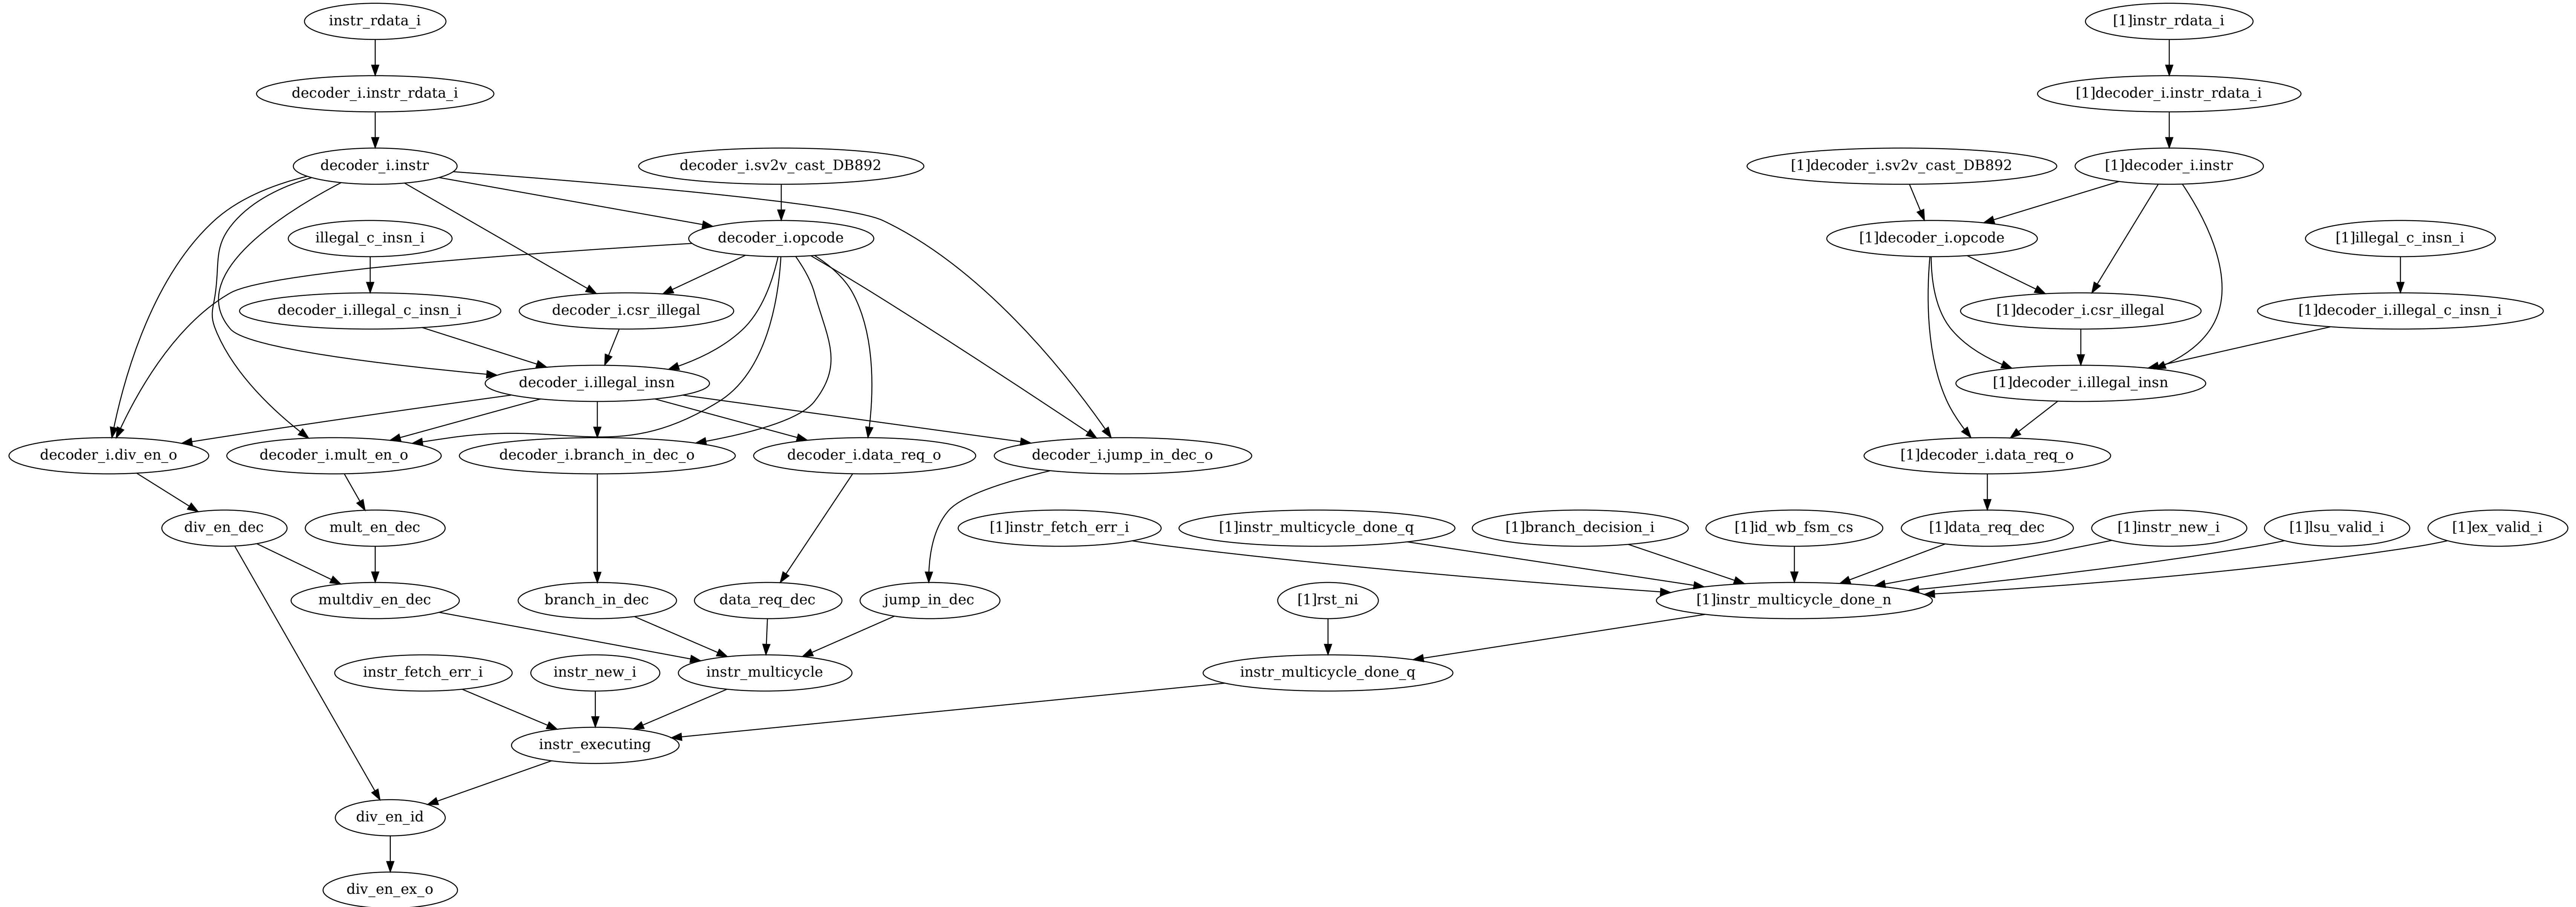 instr_rdata_i
[1]instr_rdata_i
decoder_i.instr_rdata_i
[1]decoder_i.instr_rdata_i
decoder_i.instr
decoder_i.sv2v_cast_DB892
[1]decoder_i.sv2v_cast_DB892
[1]decoder_i.instr
illegal_c_insn_i
decoder_i.opcode
[1]decoder_i.opcode
[1]illegal_c_insn_i
decoder_i.illegal_c_insn_i
decoder_i.csr_illegal
[1]decoder_i.csr_illegal
[1]decoder_i.illegal_c_insn_i
decoder_i.illegal_insn
[1]decoder_i.illegal_insn
decoder_i.div_en_o
decoder_i.mult_en_o
decoder_i.branch_in_dec_o
decoder_i.data_req_o
decoder_i.jump_in_dec_o
[1]decoder_i.data_req_o
div_en_dec
mult_en_dec
[1]instr_fetch_err_i
[1]instr_multicycle_done_q
[1]branch_decision_i
[1]id_wb_fsm_cs
[1]data_req_dec
[1]instr_new_i
[1]lsu_valid_i
[1]ex_valid_i
multdiv_en_dec
branch_in_dec
data_req_dec
jump_in_dec
[1]rst_ni
[1]instr_multicycle_done_n
instr_fetch_err_i
instr_new_i
instr_multicycle
instr_multicycle_done_q
instr_executing
div_en_id
div_en_ex_o